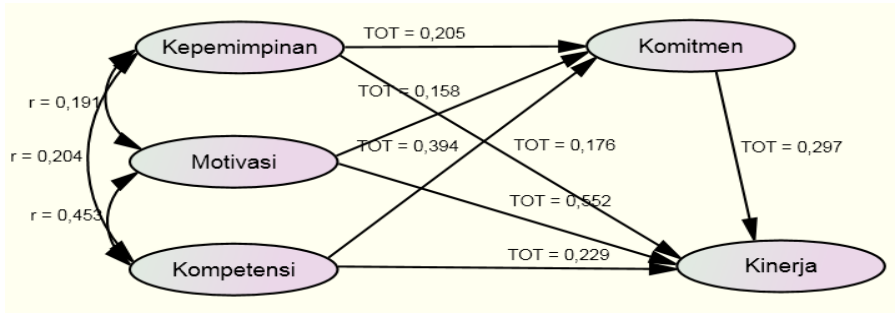 Kepemimpinan
TOT = 0,205
Komitmen
r = 0,191
TOT = 0,158
r = 0,204
Motivasi
TOT = 0,394
TOT = 0,176
TOT = 0,297
r = 0,453
TOT = 0,552
Kompetensi
TOT = 0,229
Kinerja